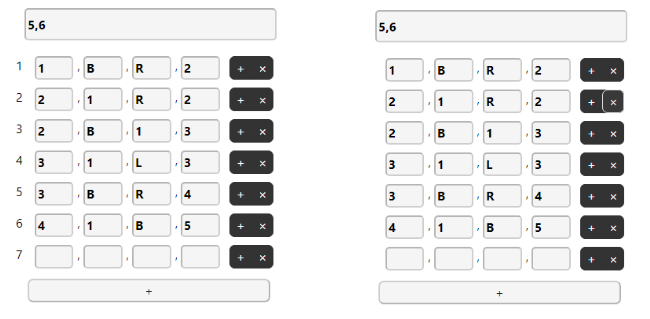 5,6
1 1 , B , R , 2 + ×
2 2 , 1 , R , 2 + ×
3 2 , B , 1 , 3 + ×
4 3 , 1 , L , 3 + ×
5 3 , B , R , 4 + ×
6 4 , 1 , B , 5 + ×
7 , , , + ×
+
5,6
1 , B , R , 2 + ×
2 , 1 , R , 2 + ×
2 , B , 1 , 3 + ×
3 , 1 , L , 3 + ×
3 , B , R , 4 + ×
4 , 1 , B , 5 + ×
, , , + ×
+